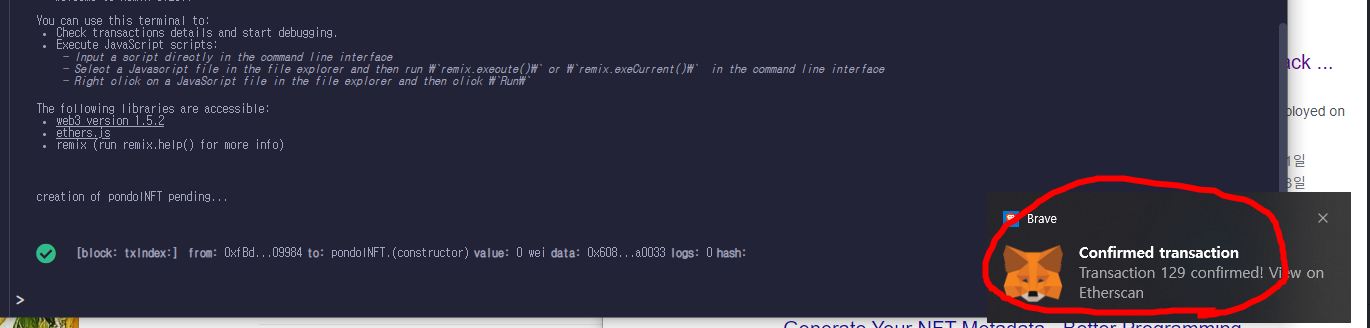 You can use this terminal to:
• Check transactions details and start debugging.
• Execute JavaScript scripts:
- Input a script directly in the command line interface
- Select a Javascript file in the file explorer and then run ₩`remix.execute()₩` or ₩`remix.exeCurrent()₩` in the command line interface
- Right click on a JavaScript file in the file explorer and then click ₩`Run₩`
The following libraries are accessible:
• web3 version 1.5.2
• ethers.js
• remix (run remix.help() for more info)
creation of pondolNFT pending...
[block: txIndex:] from: 0xfBd...09984 to: pondolNFT.(constructor) value: 0 wei data: 0x608...a0033 logs: 0 hash:
>
ack ...
ployed on
1일
3일
Brave
Confirmed transaction
Transaction 129 confirmed! View on
Etherscan
Generate Your NFT Metadata - Better Programming